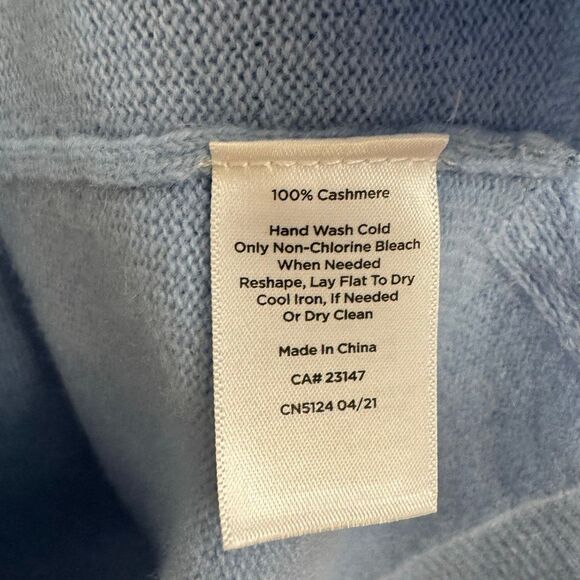 100% Cashmere
Hand Wash Cold
Only Non-Chlorine Bleach
When Needed
Reshape, Lay Flat To Dry
Cool Iron, If Needed
Or Dry Clean
Made In China
CA# 23147
CN5124 04/21